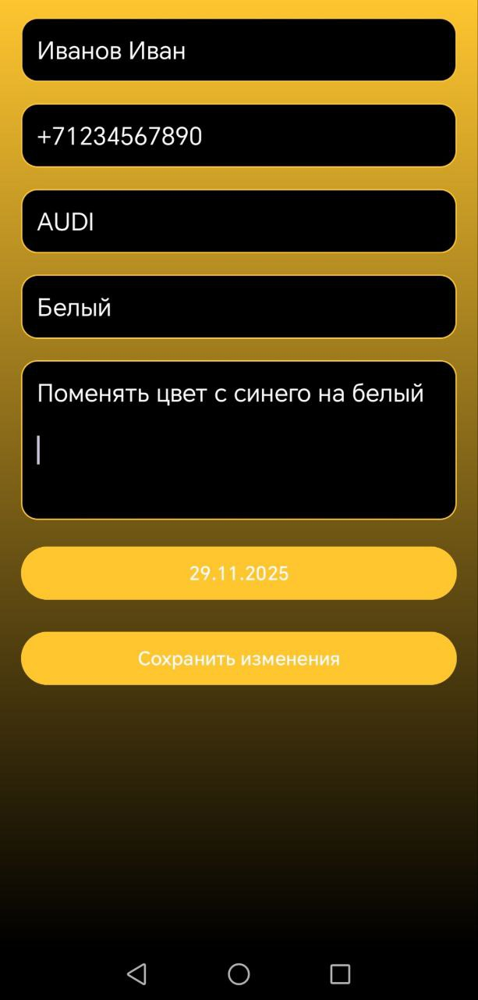 Иванов Иван
+71234567890
AUDI
Белый
Поменять цвет с синего на белый
29.11.2025
Сохранить изменения